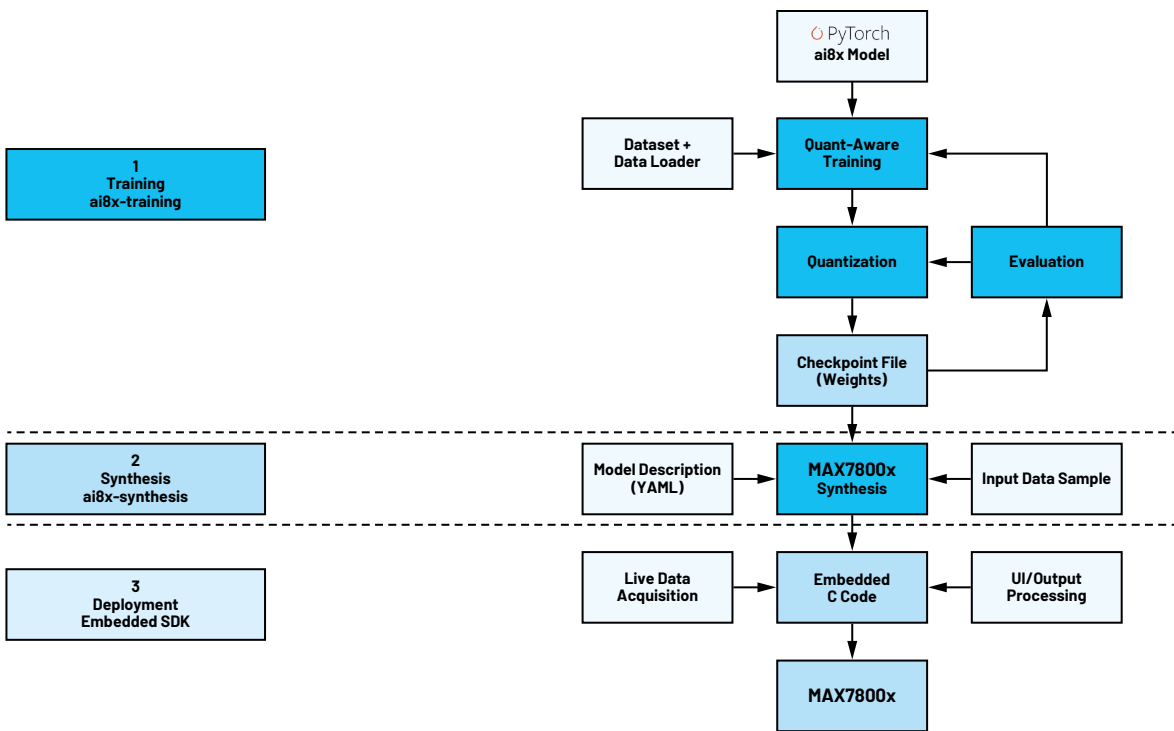 PyTorch
ai8x Model
1
Training
ai8x-training
Dataset +
Data Loader
Quant-Aware
Training
Quantization
Evaluation
Checkpoint File
(Weights)
2
Synthesis
ai8x-synthesis
Model Description
(YAML)
MAX7800x
Synthesis
Input Data Sample
3
Deployment
Embedded SDK
Live Data
Acquisition
Embedded
C Code
UI/Output
Processing
MAX7800x